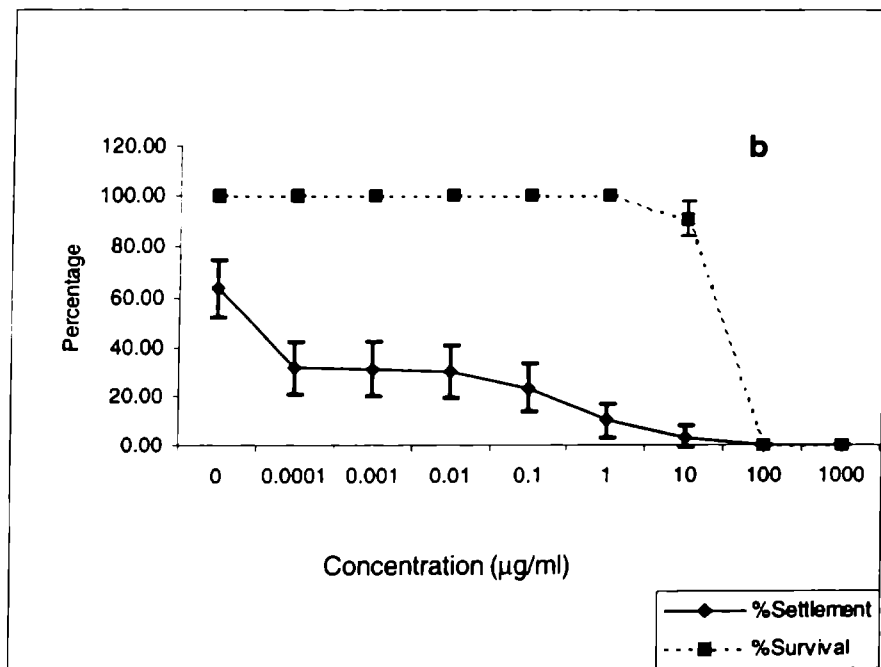 b
120.00
100.00
80.00
60.00
40.00
20.00
0.00
Percentage
0 0.0001 0.001 0.01 0.1 1 10 100 1000
Concentration (µg/ml)
%Settlement
%Survival